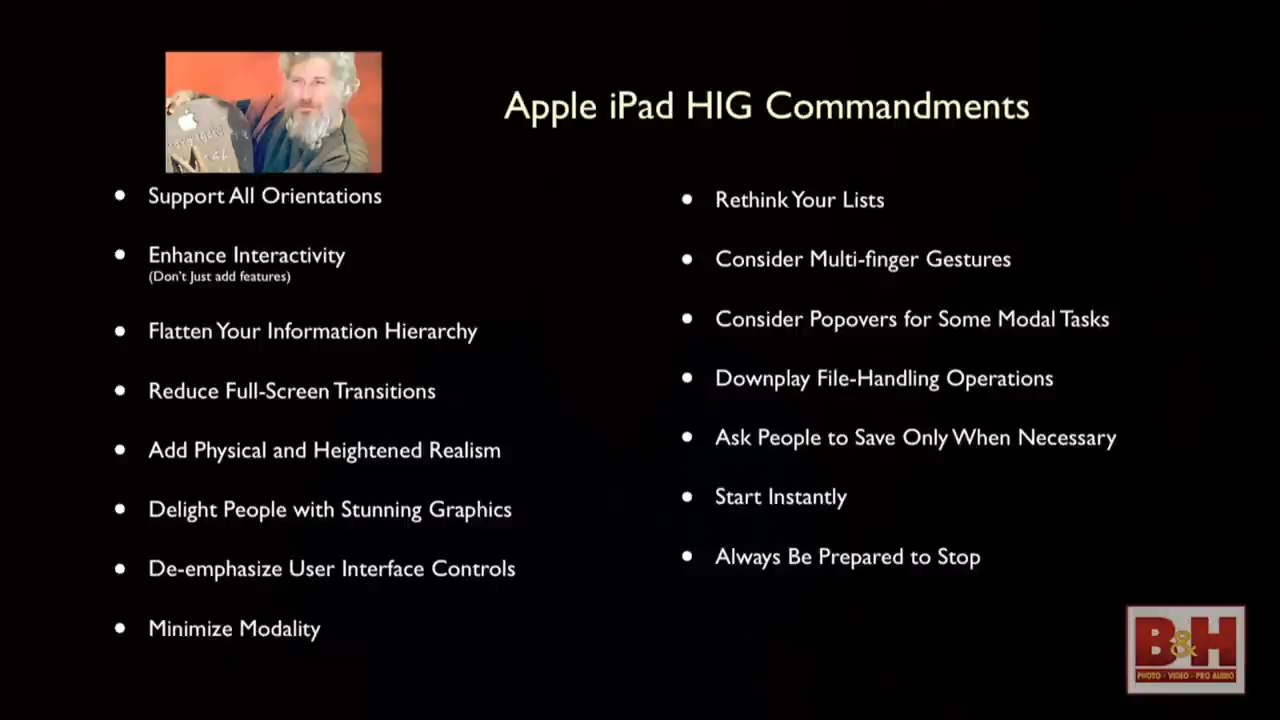 Apple iPad HIG Commandments
Support All Orientations
Enhance Interactivity
(Don't Just add features)
Flatten Your Information Hierarchy
Reduce Full-Screen Transitions
Add Physical and Heightened Realism
Delight People with Stunning Graphics
De-emphasize User Interface Controls
Minimize Modality
Rethink Your Lists
Consider Multi-finger Gestures
Consider Popovers for Some Modal Tasks
Downplay File-Handling Operations
Ask People to Save Only When Necessary
Start Instantly
Always Be Prepared to Stop
B&H
PHOTO - VIDEO - PRO AUDIO